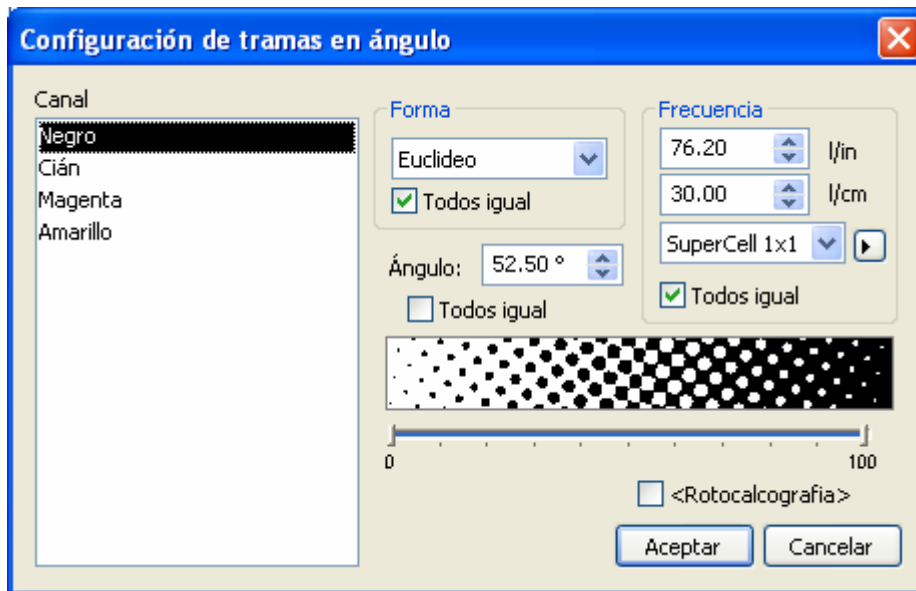 Configuración de tramas en ángulo
Canal
Negro
Cián
Magenta
Amarillo
Forma
Euclideo
Todos igual
Ángulo: 52.50 °
Todos igual
Frecuencia
76.20 l/in
30.00 l/cm
SuperCell 1x1
Todos igual
0 100
<Rotocalcografia>
Aceptar Cancelar